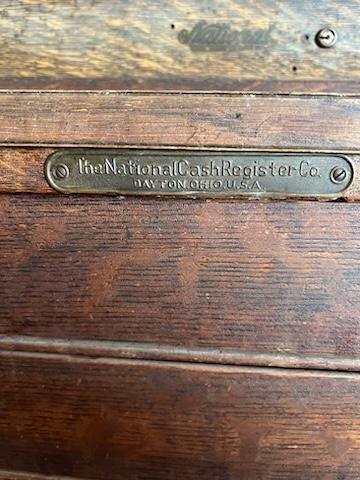 National
The National Cash Register Co.
DAYTON, OHIO, U.S.A.